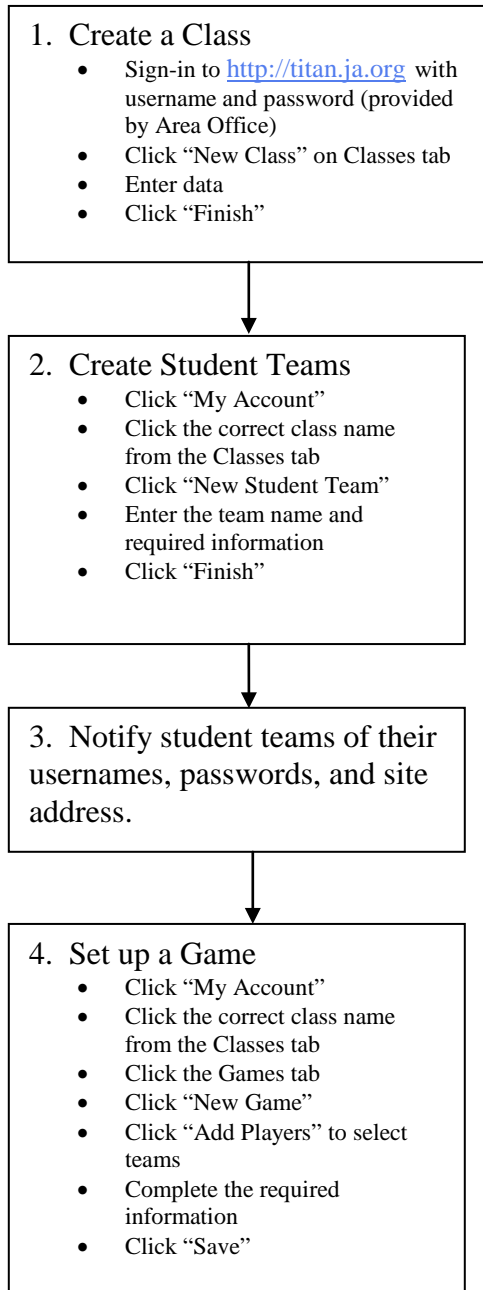 1. Create a Class
• Sign-in to http://titan.ja.org with
username and password (provided
by Area Office)
• Click “New Class” on Classes tab
• Enter data
• Click “Finish”
2. Create Student Teams
• Click “My Account”
• Click the correct class name
from the Classes tab
• Click “New Student Team”
• Enter the team name and
required information
• Click “Finish”
3. Notify student teams of their
usernames, passwords, and site
address.
4. Set up a Game
• Click “My Account”
• Click the correct class name
from the Classes tab
• Click the Games tab
• Click “New Game”
• Click “Add Players” to select
teams
• Complete the required
information
• Click “Save”